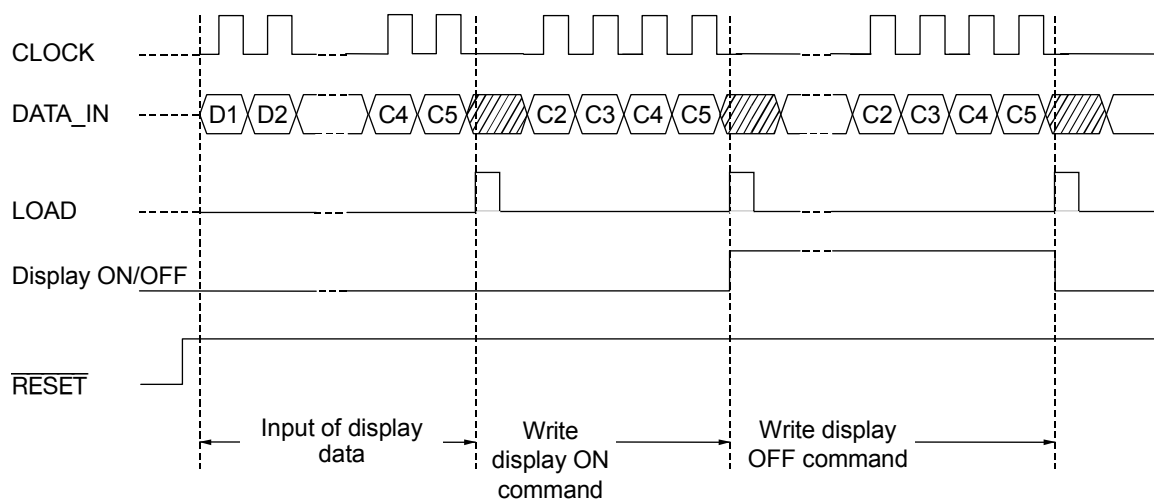 CLOCK
DATA_IN D1 D2 C4 C5 C2 C3 C4 C5 C2 C3 C4 C5
LOAD
Display ON/OFF
RESET
Input of display
data
Write
display ON
command
Write display
OFF command